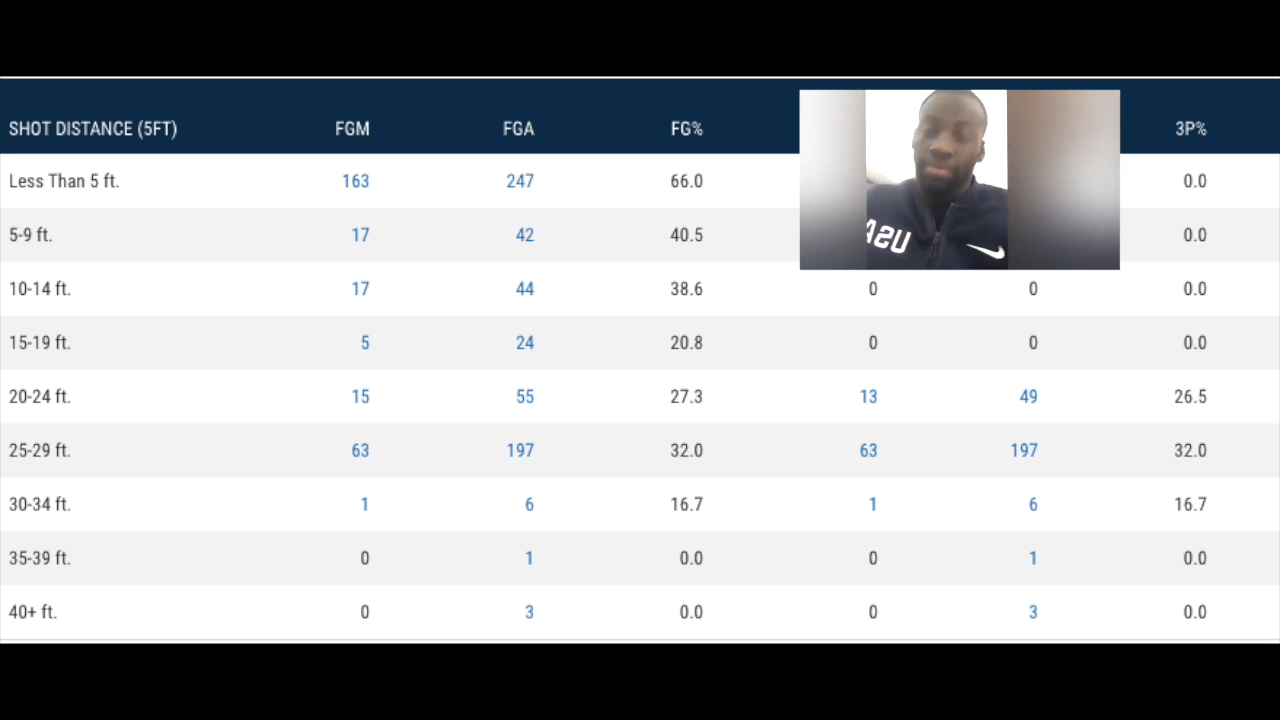 SHOT DISTANCE (5FT) FGM FGA FG% 3P%
Less Than 5 ft. 163 247 66.0 0.0
5-9 ft. 17 42 40.5 0.0
USA
10-14 ft. 17 44 38.6 0 0 0.0
15-19 ft. 5 24 20.8 0 0 0.0
20-24 ft. 15 55 27.3 13 49 26.5
25-29 ft. 63 197 32.0 63 197 32.0
30-34 ft. 1 6 16.7 1 6 16.7
35-39 ft. 0 1 0.0 0 1 0.0
40+ ft. 0 3 0.0 0 3 0.0